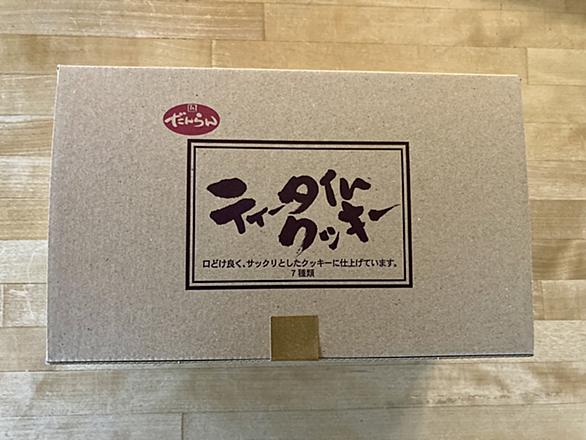 だんらん
ティータイム
クッキー
口どけ良く、サックリとしたクッキーに仕上げています。
7種類